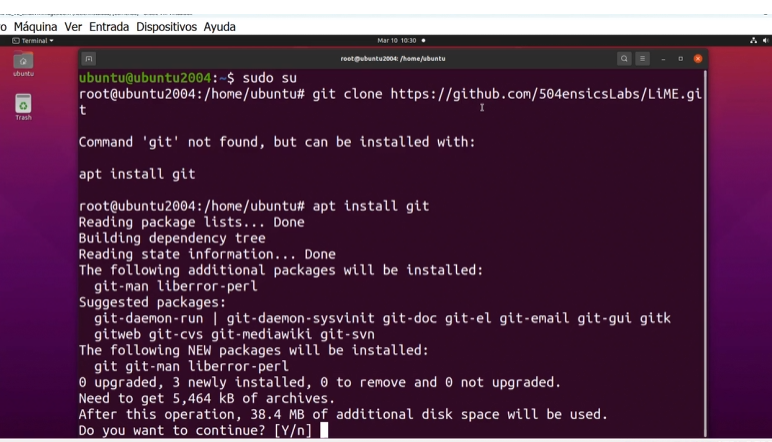 o Máquina Ver Entrada Dispositivos Ayuda
Terminal
Mar 10 10:30
root@ubuntu2004: /home/ubuntu
ubuntu
Trash
ubuntu@ubuntu2004:~$ sudo su
root@ubuntu2004:/home/ubuntu# git clone https://github.com/504ensicsLabs/LiME.gi
t
Command 'git' not found, but can be installed with:
apt install git
root@ubuntu2004:/home/ubuntu# apt install git
Reading package lists... Done
Building dependency tree
Reading state information... Done
The following additional packages will be installed:
git-man liberror-perl
Suggested packages:
git-daemon-run | git-daemon-sysvinit git-doc git-el git-email git-gui gitk
gitweb git-cvs git-mediawiki git-svn
The following NEW packages will be installed:
git git-man liberror-perl
0 upgraded, 3 newly installed, 0 to remove and 0 not upgraded.
Need to get 5,464 kB of archives.
After this operation, 38.4 MB of additional disk space will be used.
Do you want to continue? [Y/n]